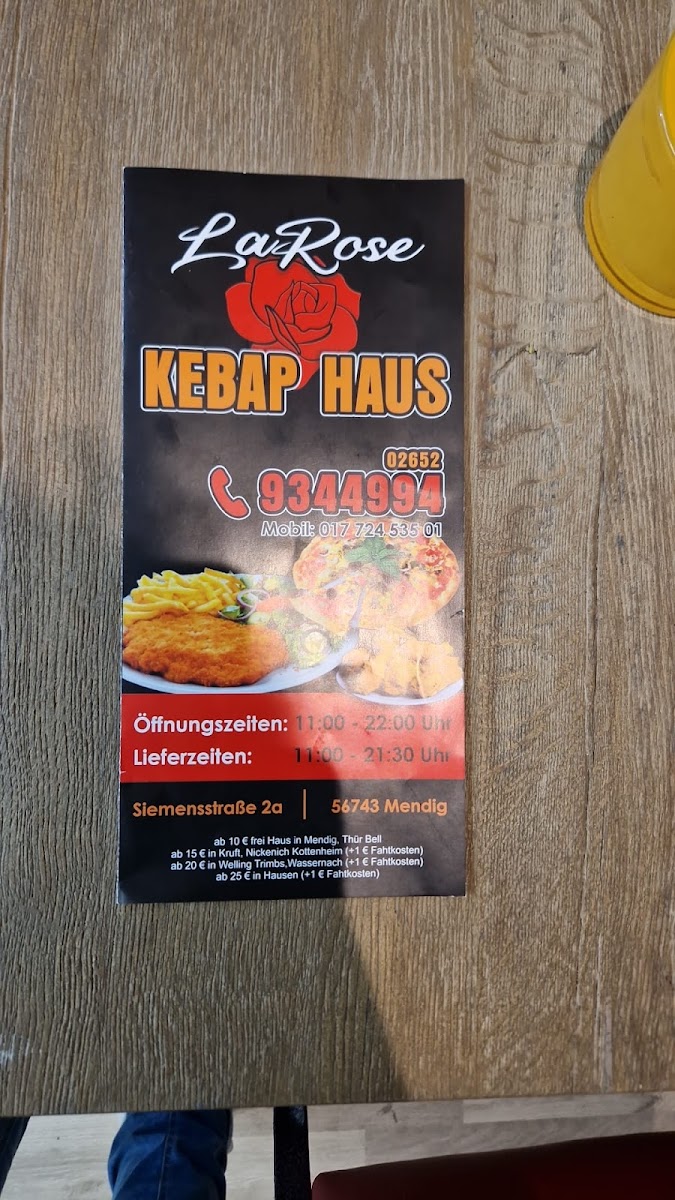 LaRose
KEBAP HAUS
02652
9344994
Mobil: 017 724 535 01
Öffnungszeiten: 11:00 - 22:00 Uhr
Lieferzeiten: 11:00 - 21:30 Uhr
Siemensstraße 2a | 56743 Mendig
ab 10 € frei Haus in Mendig, Thür Bell
ab 15 € in Kruft, Nickenich Kottenheim (+1 € Fahtkosten)
ab 20 € in Welling Trimbs,Wassernach (+1 € Fahtkosten)
ab 25 € in Hausen (+1 € Fahtkosten)